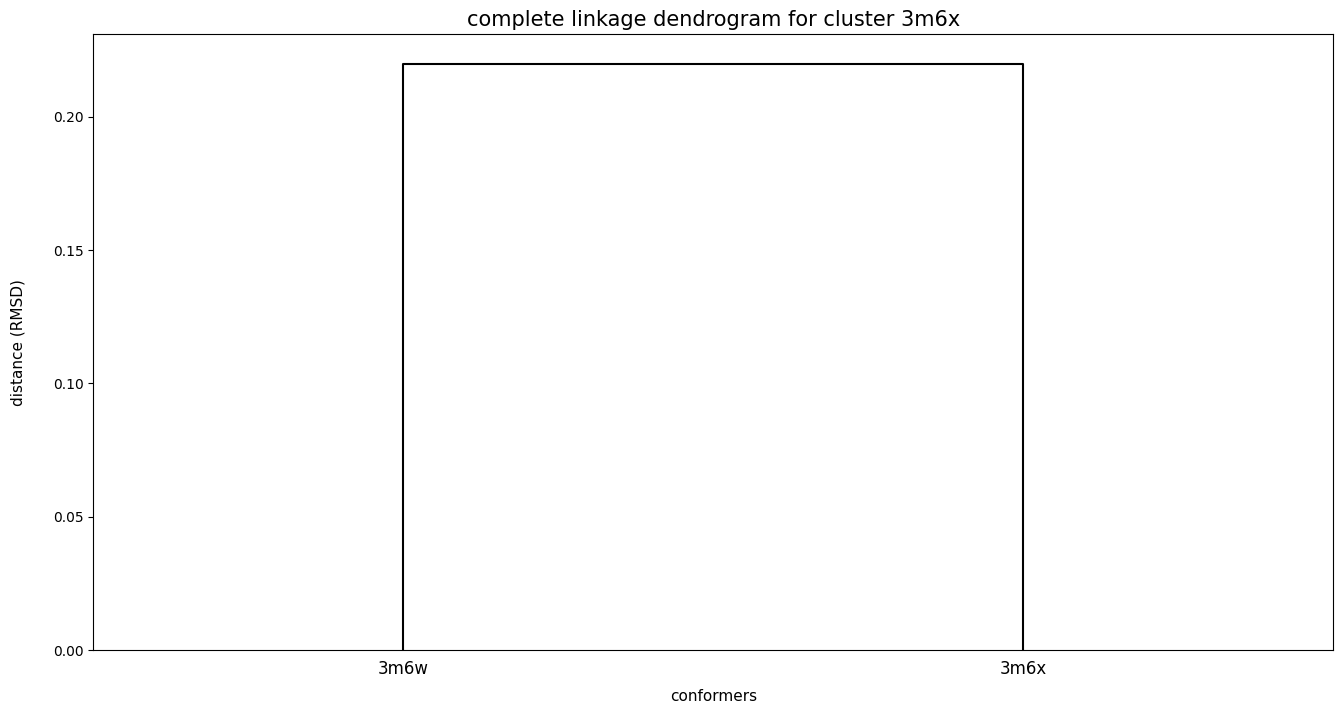 complete linkage dendrogram for cluster 3m6x
0.20
0.15
0.10
0.05
0.00
distance (RMSD)
3m6w 3m6x
conformers